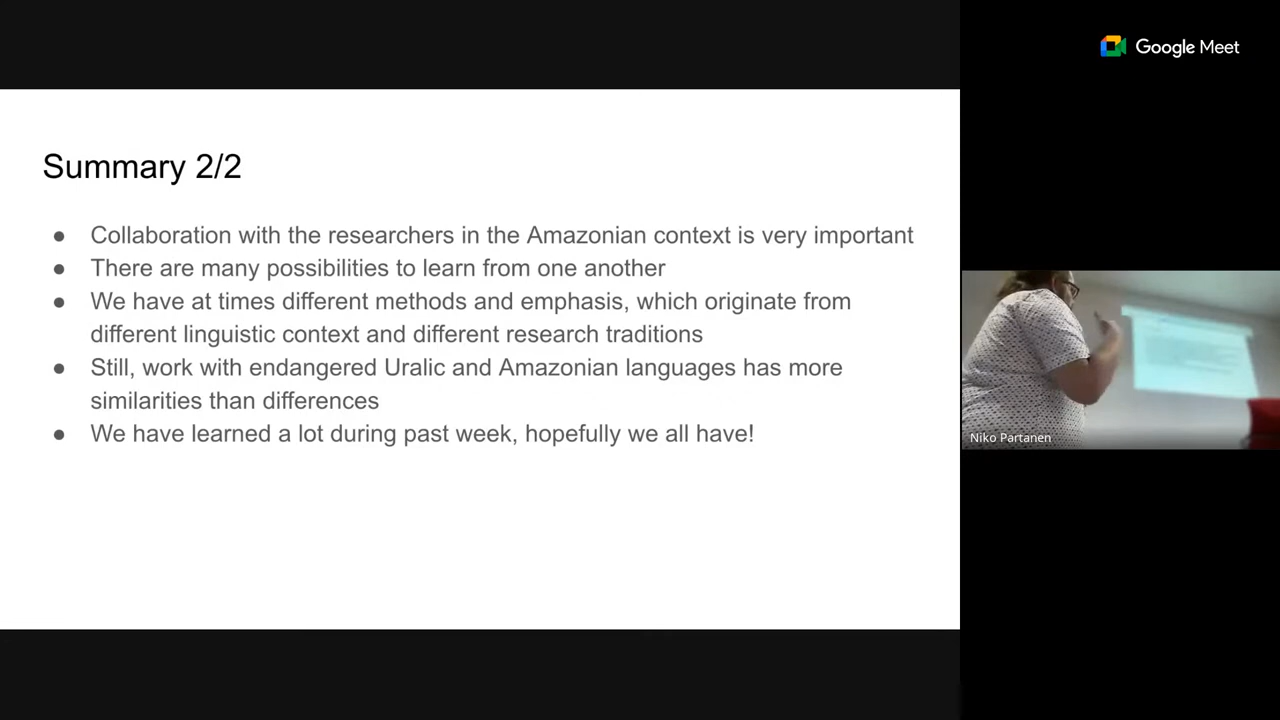 Google Meet
Summary 2/2
● Collaboration with the researchers in the Amazonian context is very important
● There are many possibilities to learn from one another
● We have at times different methods and emphasis, which originate from
different linguistic context and different research traditions
● Still, work with endangered Uralic and Amazonian languages has more
similarities than differences
● We have learned a lot during past week, hopefully we all have!
Niko Partanen